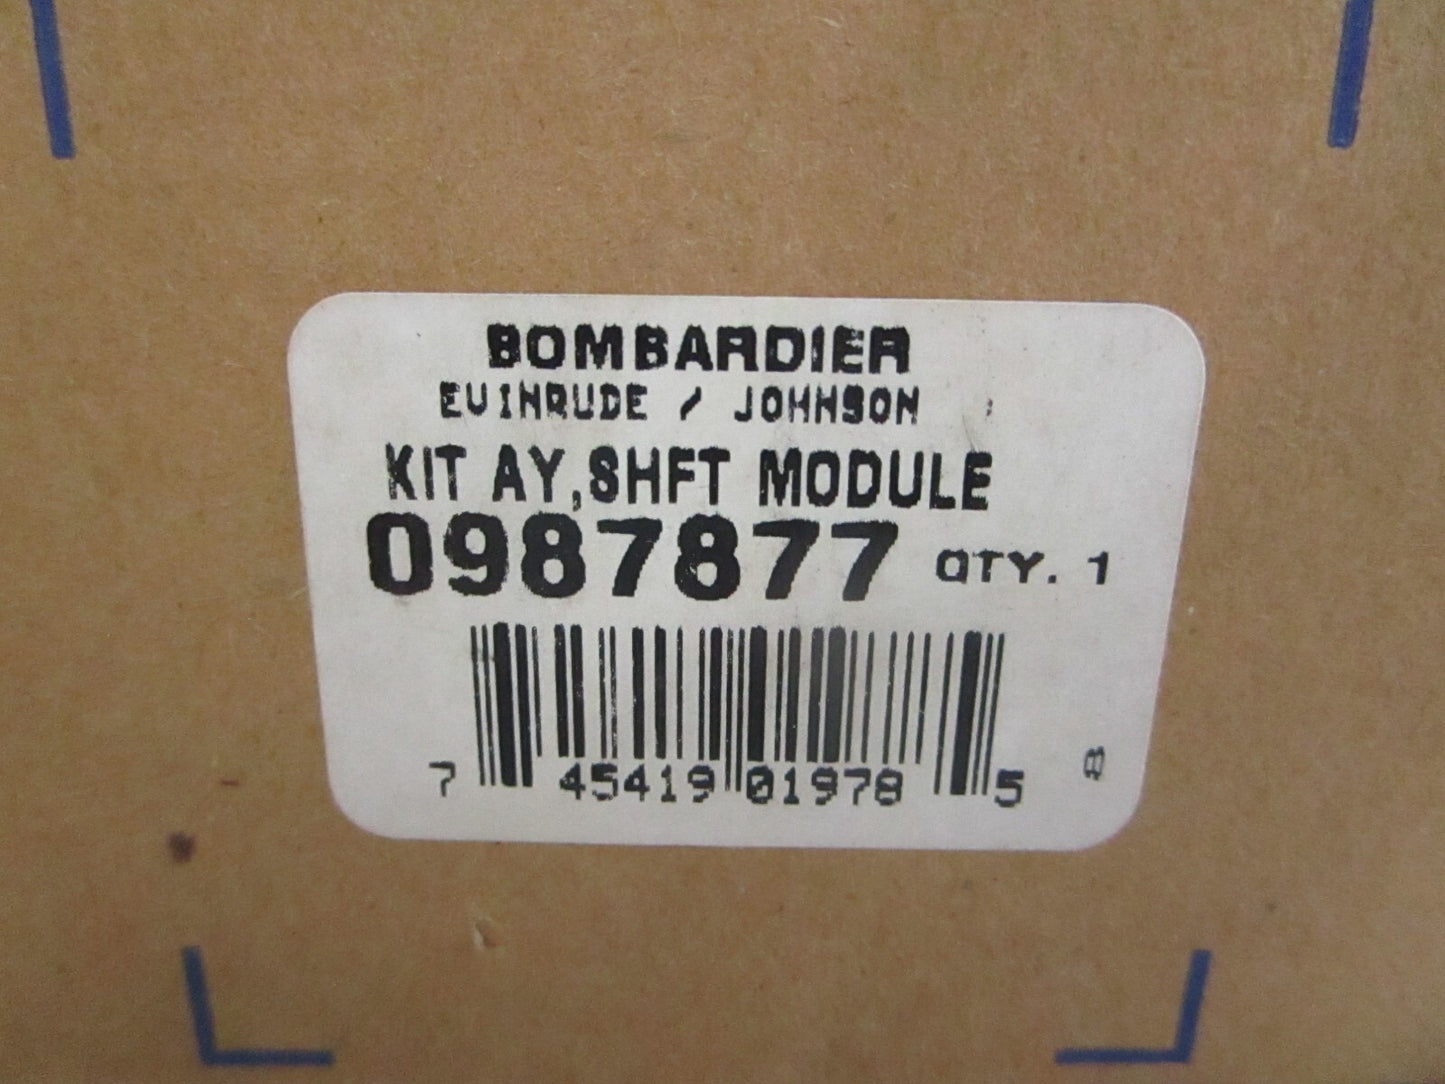 BOMBARDIER
EVINRUDE / JOHNSON
KIT AY,SHFT MODULE
0987877 QTY. 1
7 45419 01978 5
B